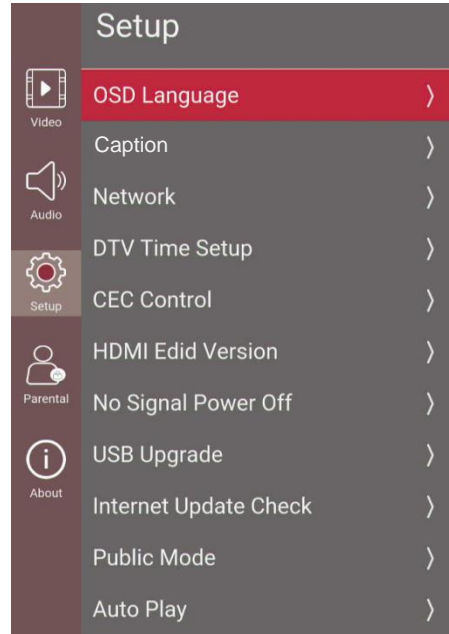 Setup
Video
Audio
Setup
Parental
About
OSD Language
Caption
Network
DTV Time Setup
CEC Control
HDMI Edid Version
No Signal Power Off
USB Upgrade
Internet Update Check
Public Mode
Auto Play